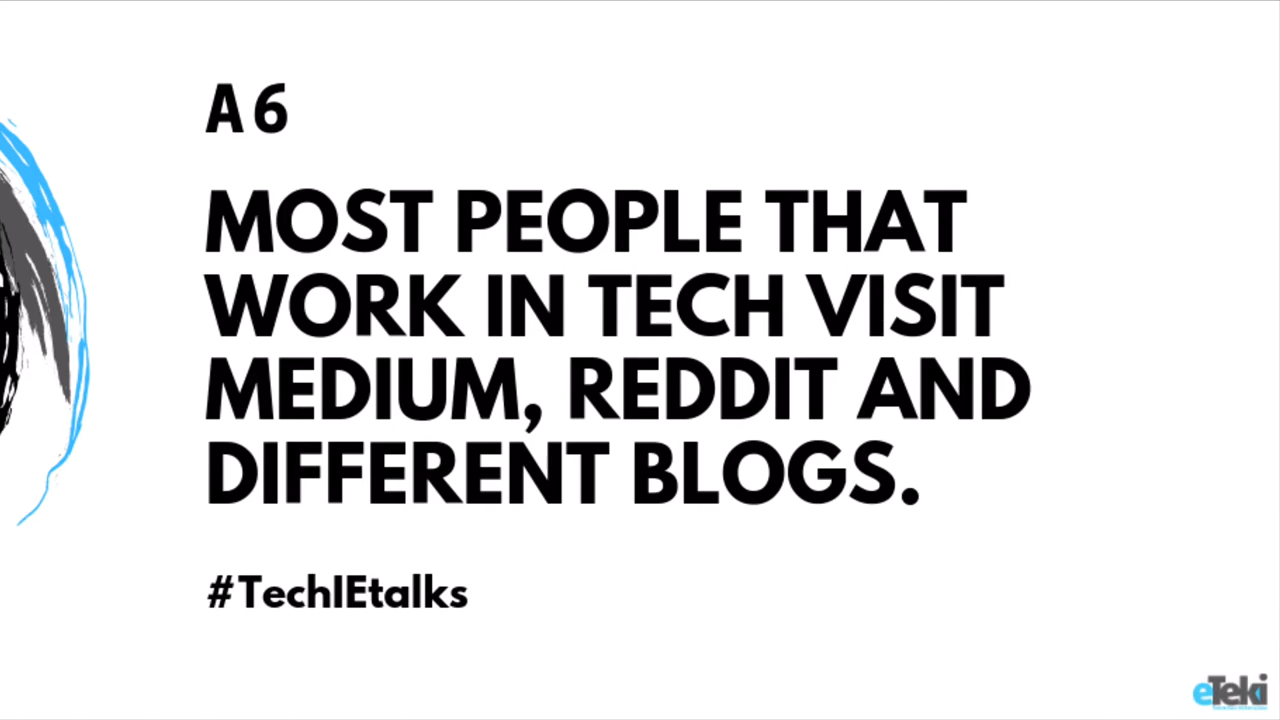 A6
MOST PEOPLE THAT
WORK IN TECH VISIT
MEDIUM, REDDIT AND
DIFFERENT BLOGS.
#TechIEtalks
eTeki